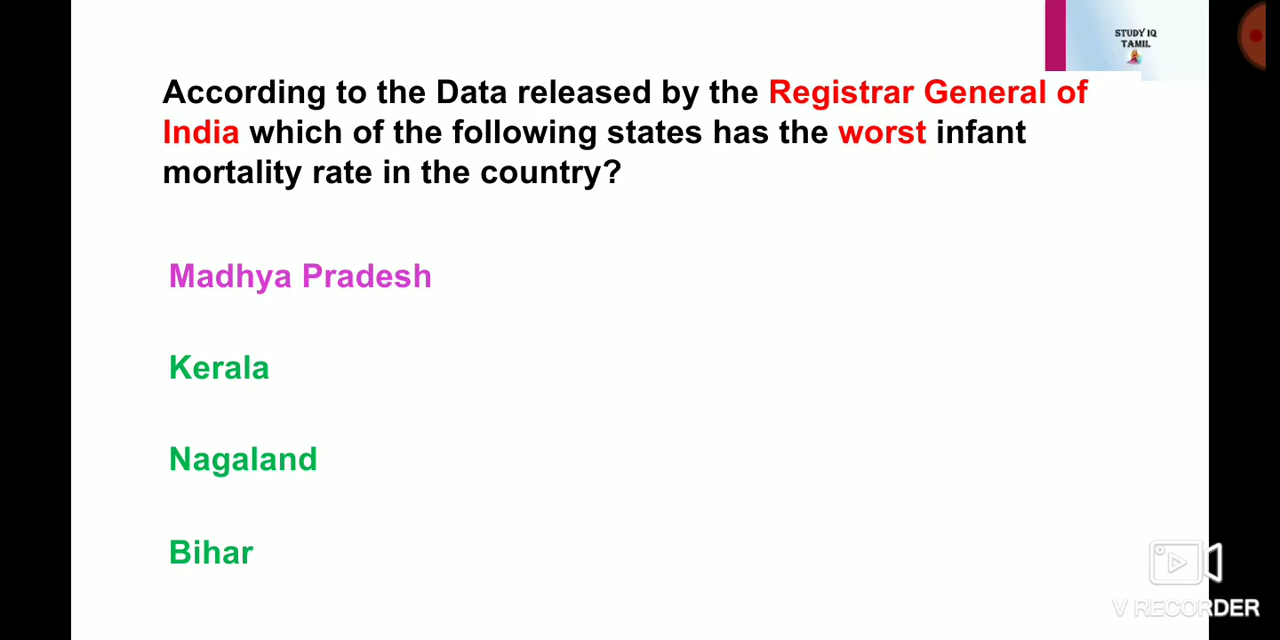 STUDY IQ
TAMIL
According to the Data released by the Registrar General of
India which of the following states has the worst infant
mortality rate in the country?
Madhya Pradesh
Kerala
Nagaland
Bihar
V RECORDER